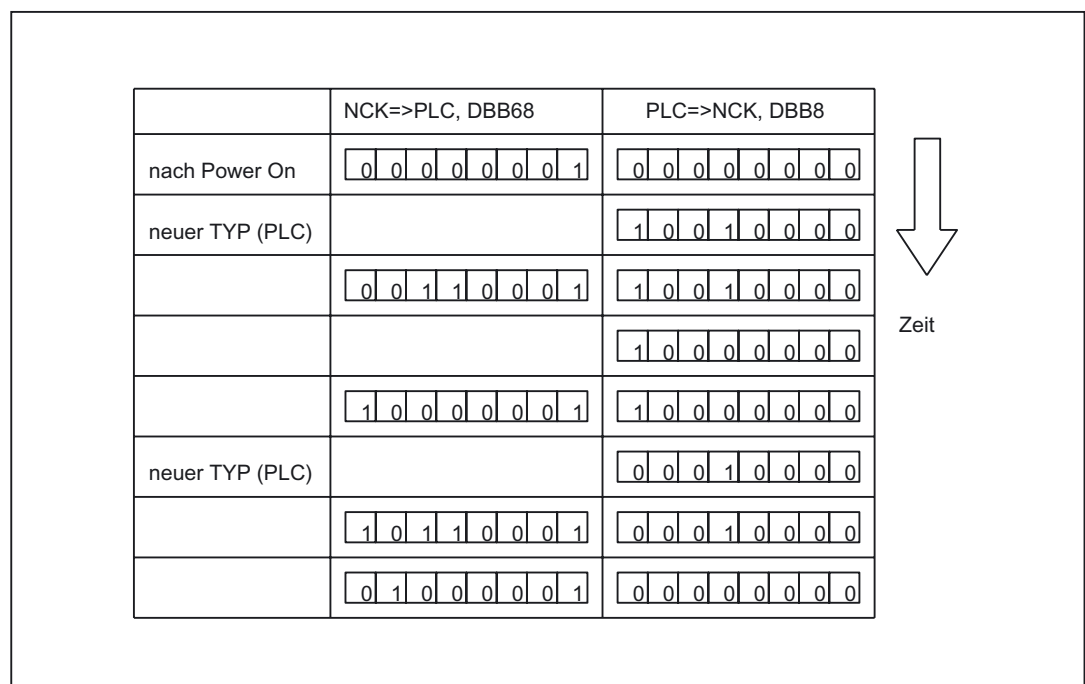 NCK=>PLC, DBB68 PLC=>NCK, DBB8
nach Power On 0 0 0 0 0 0 0 1 0 0 0 0 0 0 0 0
neuer TYP (PLC) 1 0 0 1 0 0 0 0
0 0 1 1 0 0 0 1 1 0 0 1 0 0 0 0
1 0 0 0 0 0 0 0
1 0 0 0 0 0 0 1 1 0 0 0 0 0 0 0
neuer TYP (PLC) 0 0 0 1 0 0 0 0
1 0 1 1 0 0 0 1 0 0 0 1 0 0 0 0
0 1 0 0 0 0 0 1 0 0 0 0 0 0 0 0
Zeit